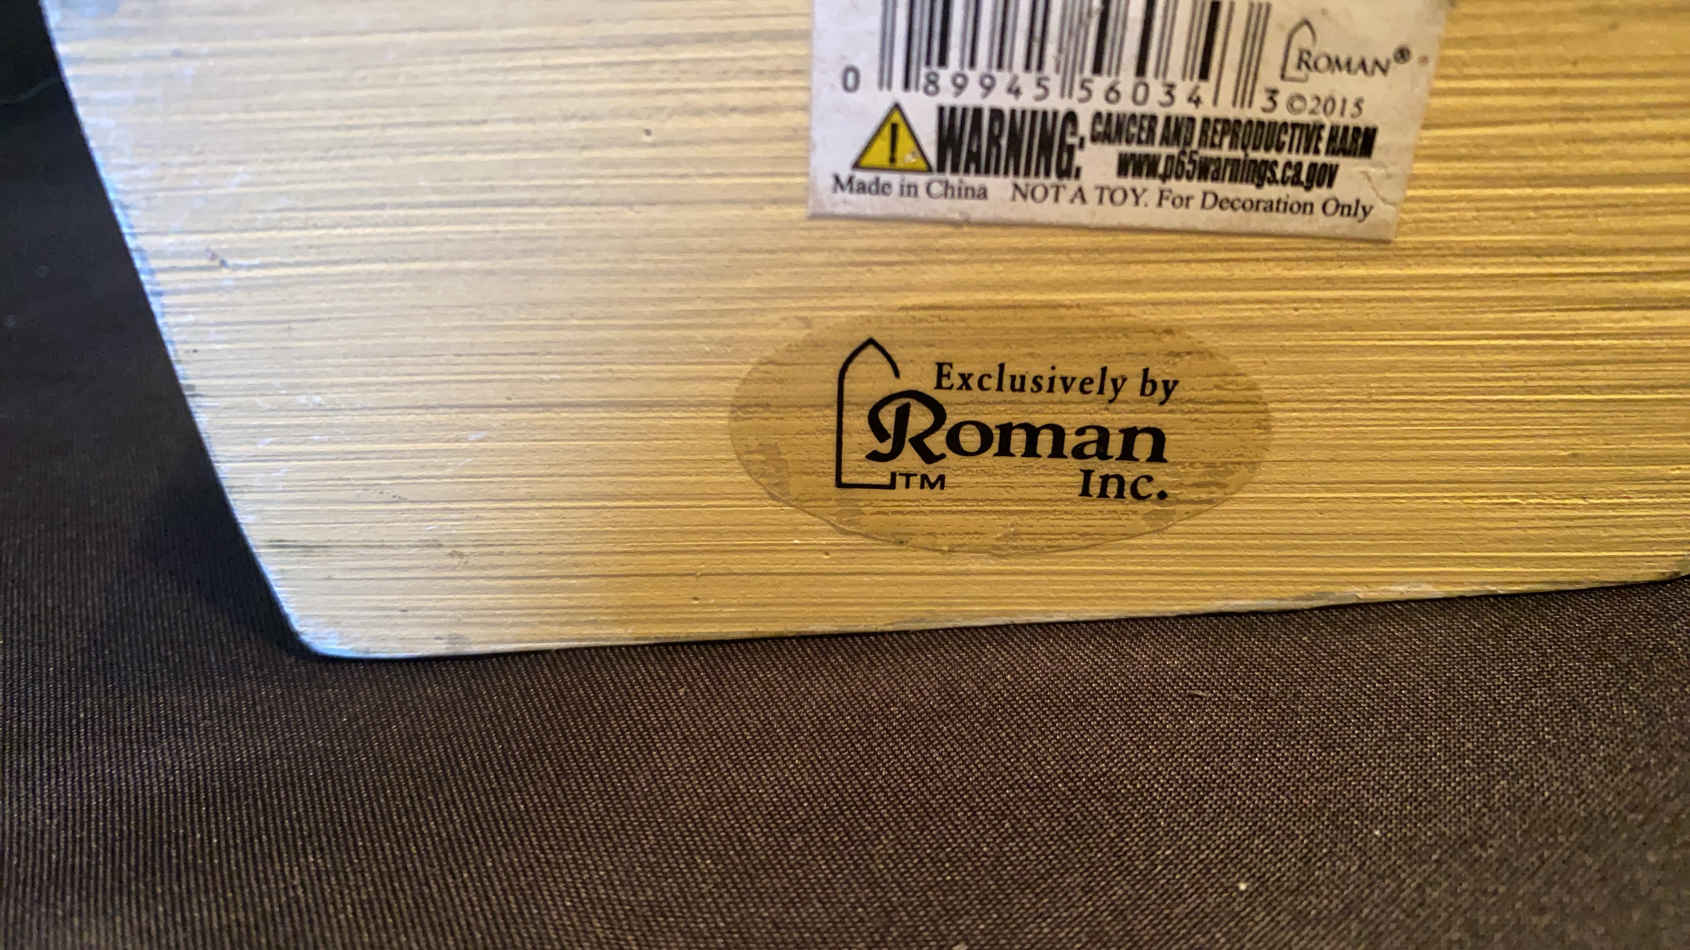 ROMAN®
0 89945 56034 3 ©2015
WARNING: CANCER AND REPRODUCTIVE HARM
www.p65warnings.ca.gov
Made in China NOT A TOY. For Decoration Only
Exclusively by
Roman
TM Inc.